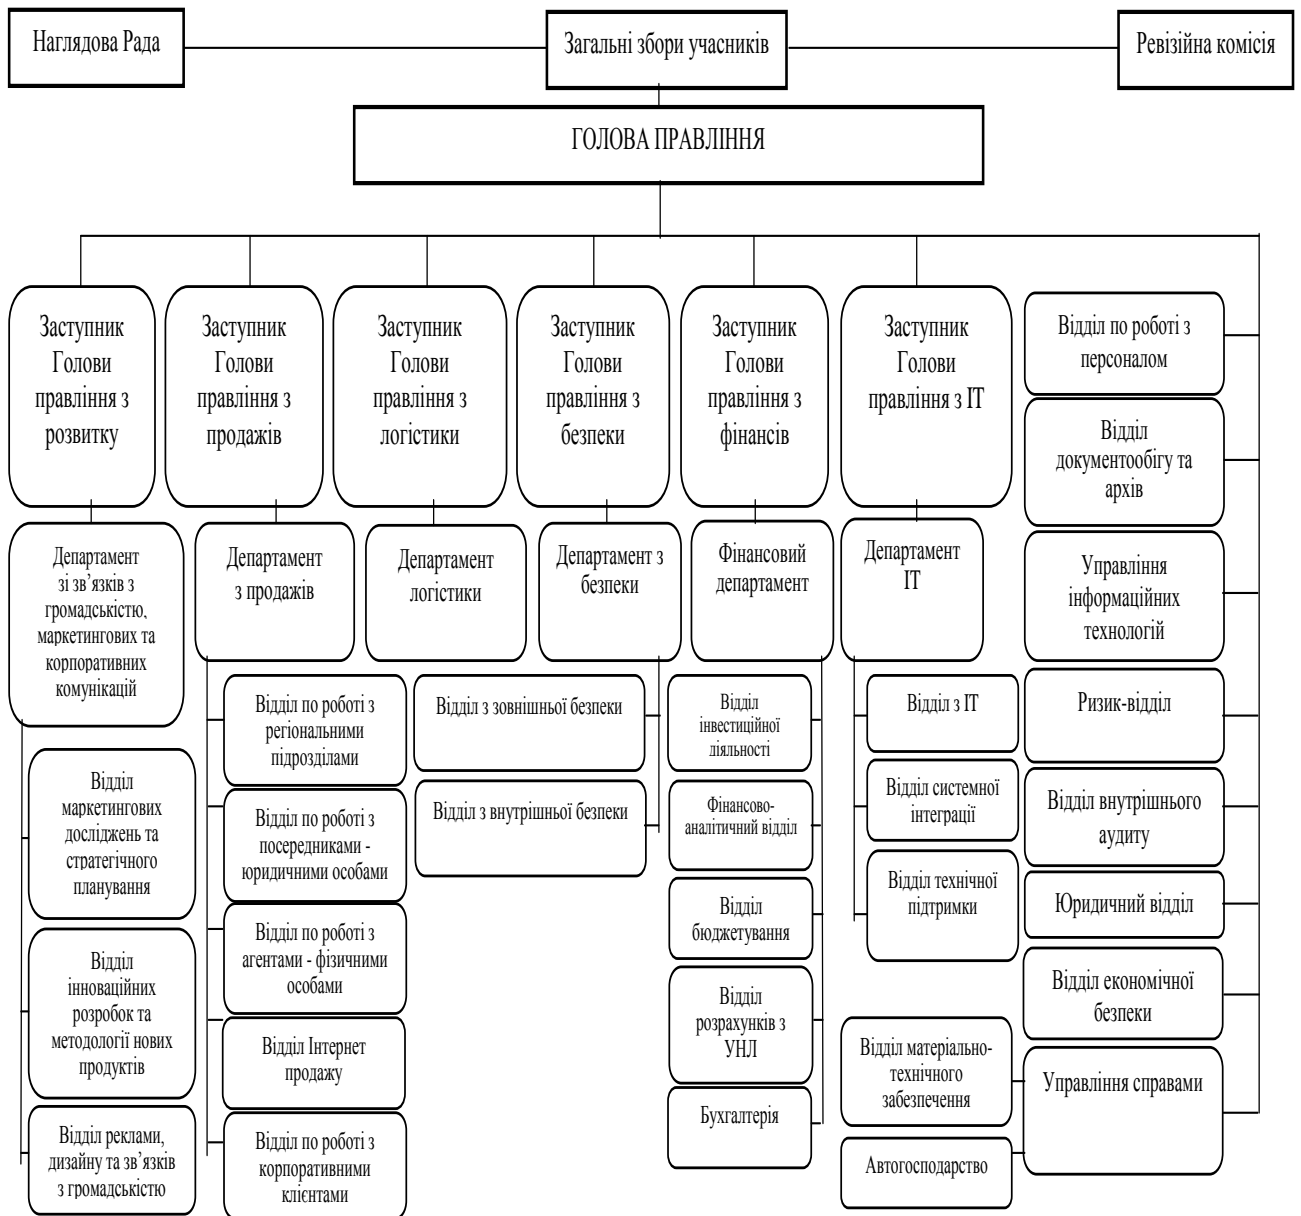 Наглядова Рада
Загальні збори учасників
Ревізійна комісія
ГОЛОВА ПРАВЛІННЯ
Заступник
Голови
правління з
розвитку
Заступник
Голови
правління з
продажів
Заступник
Голови
правління з
логістики
Заступник
Голови
правління з
безпеки
Заступник
Голови
правління з
фінансів
Заступник
Голови
правління з ІТ
Відділ по роботі з
персоналом
Відділ
документообігу та
архів
Управління
інформаційних
технологій
Ризик-відділ
Відділ внутрішнього
аудиту
Юридичний відділ
Відділ економічної
безпеки
Управління справами
Департамент
зі зв’язків з
громадськістю,
маркетингових та
корпоративних
комунікацій
Департамент
з продажів
Департамент
логістики
Департамент з
безпеки
Фінансовий
департамент
Департамент
ІТ
Відділ
маркетингових
досліджень та
стратегічного
планування
Відділ
інноваційних
розробок та
методології нових
продуктів
Відділ реклами,
дизайну та зв’язків
з громадськістю
Відділ по роботі з
регіональними
підрозділами
Відділ по роботі з
посередниками -
юридичними особами
Відділ по роботі з
агентами - фізичними
особами
Відділ Інтернет
продажу
Відділ по роботі з
корпоративними
клієнтами
Відділ з зовнішньої безпеки
Відділ з внутрішньої безпеки
Відділ
інвестиційної
діяльності
Фінансово-
аналітичний відділ
Відділ
бюджетування
Відділ
розрахунків з
УНЛ
Бухгалтерія
Відділ з ІТ
Відділ системної
інтеграції
Відділ технічної
підтримки
Відділ матеріально-
технічного
забезпечення
Автогосподарство